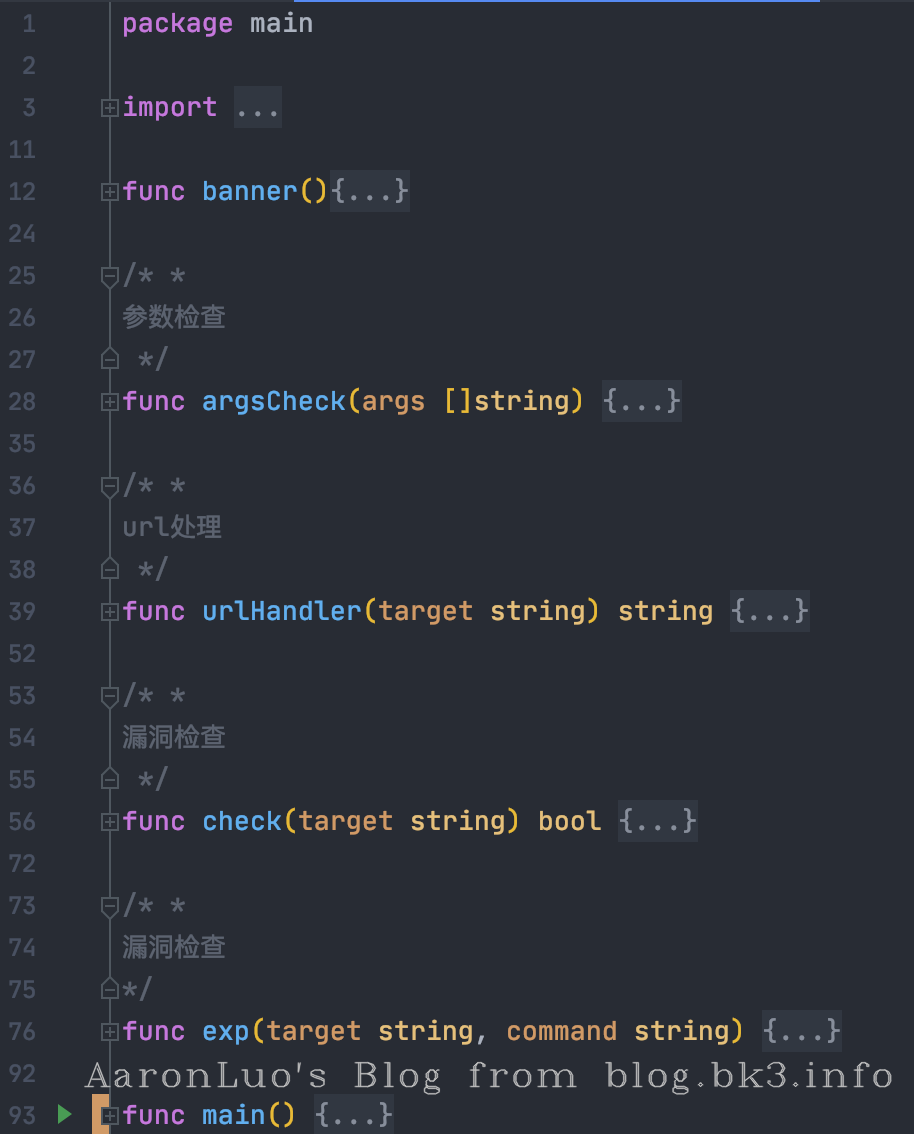 1 package main
2
3 import ...
11
12 func banner(){...}
24
25 /* *
26 参数检查
27 */
28 func argsCheck(args []string) {...}
35
36 /* *
37 url处理
38 */
39 func urlHandler(target string) string {...}
52
53 /* *
54 漏洞检查
55 */
56 func check(target string) bool {...}
72
73 /* *
74 漏洞检查
75 */
76 func exp(target string, command string) {...}
92 AaronLuo's Blog from blog.bk3.info
93 func main() {...}